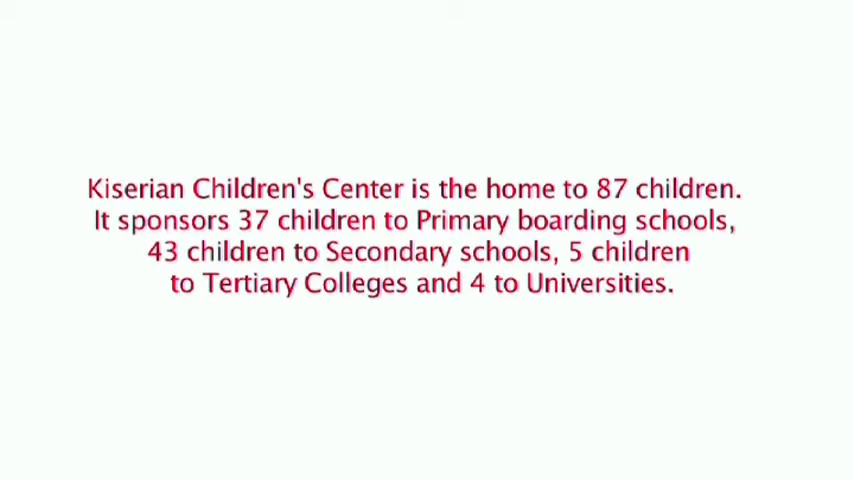 Kiserian Children's Center is the home to 87 children.
It sponsors 37 children to Primary boarding schools,
43 children to Secondary schools, 5 children
to Tertiary Colleges and 4 to Universities.